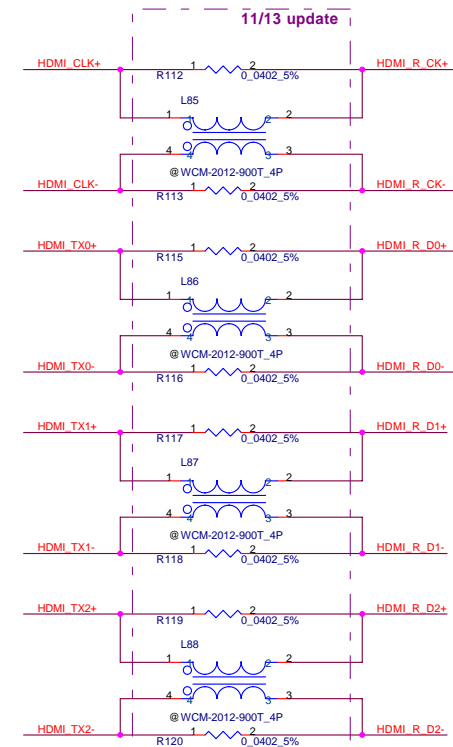 11/13 update
HDMI_CLK+ 1 2 HDMI_R_CK+
R112 0_0402_5%
L85
1 1 2 2
4 4 3 3
@ WCM-2012-900T_4P
HDMI_CLK- 1 2 HDMI_R_CK-
R113 0_0402_5%
HDMI_TX0+ 1 2 HDMI_R_D0+
R115 0_0402_5%
L86
1 1 2 2
4 4 3 3
@ WCM-2012-900T_4P
HDMI_TX0- 1 2 HDMI_R_D0-
R116 0_0402_5%
HDMI_TX1+ 1 2 HDMI_R_D1+
R117 0_0402_5%
L87
1 1 2 2
4 4 3 3
@ WCM-2012-900T_4P
HDMI_TX1- 1 2 HDMI_R_D1-
R118 0_0402_5%
HDMI_TX2+ 1 2 HDMI_R_D2+
R119 0_0402_5%
L88
1 1 2 2
4 4 3 3
@ WCM-2012-900T_4P
HDMI_TX2- 1 2 HDMI_R_D2-
R120 0_0402_5%